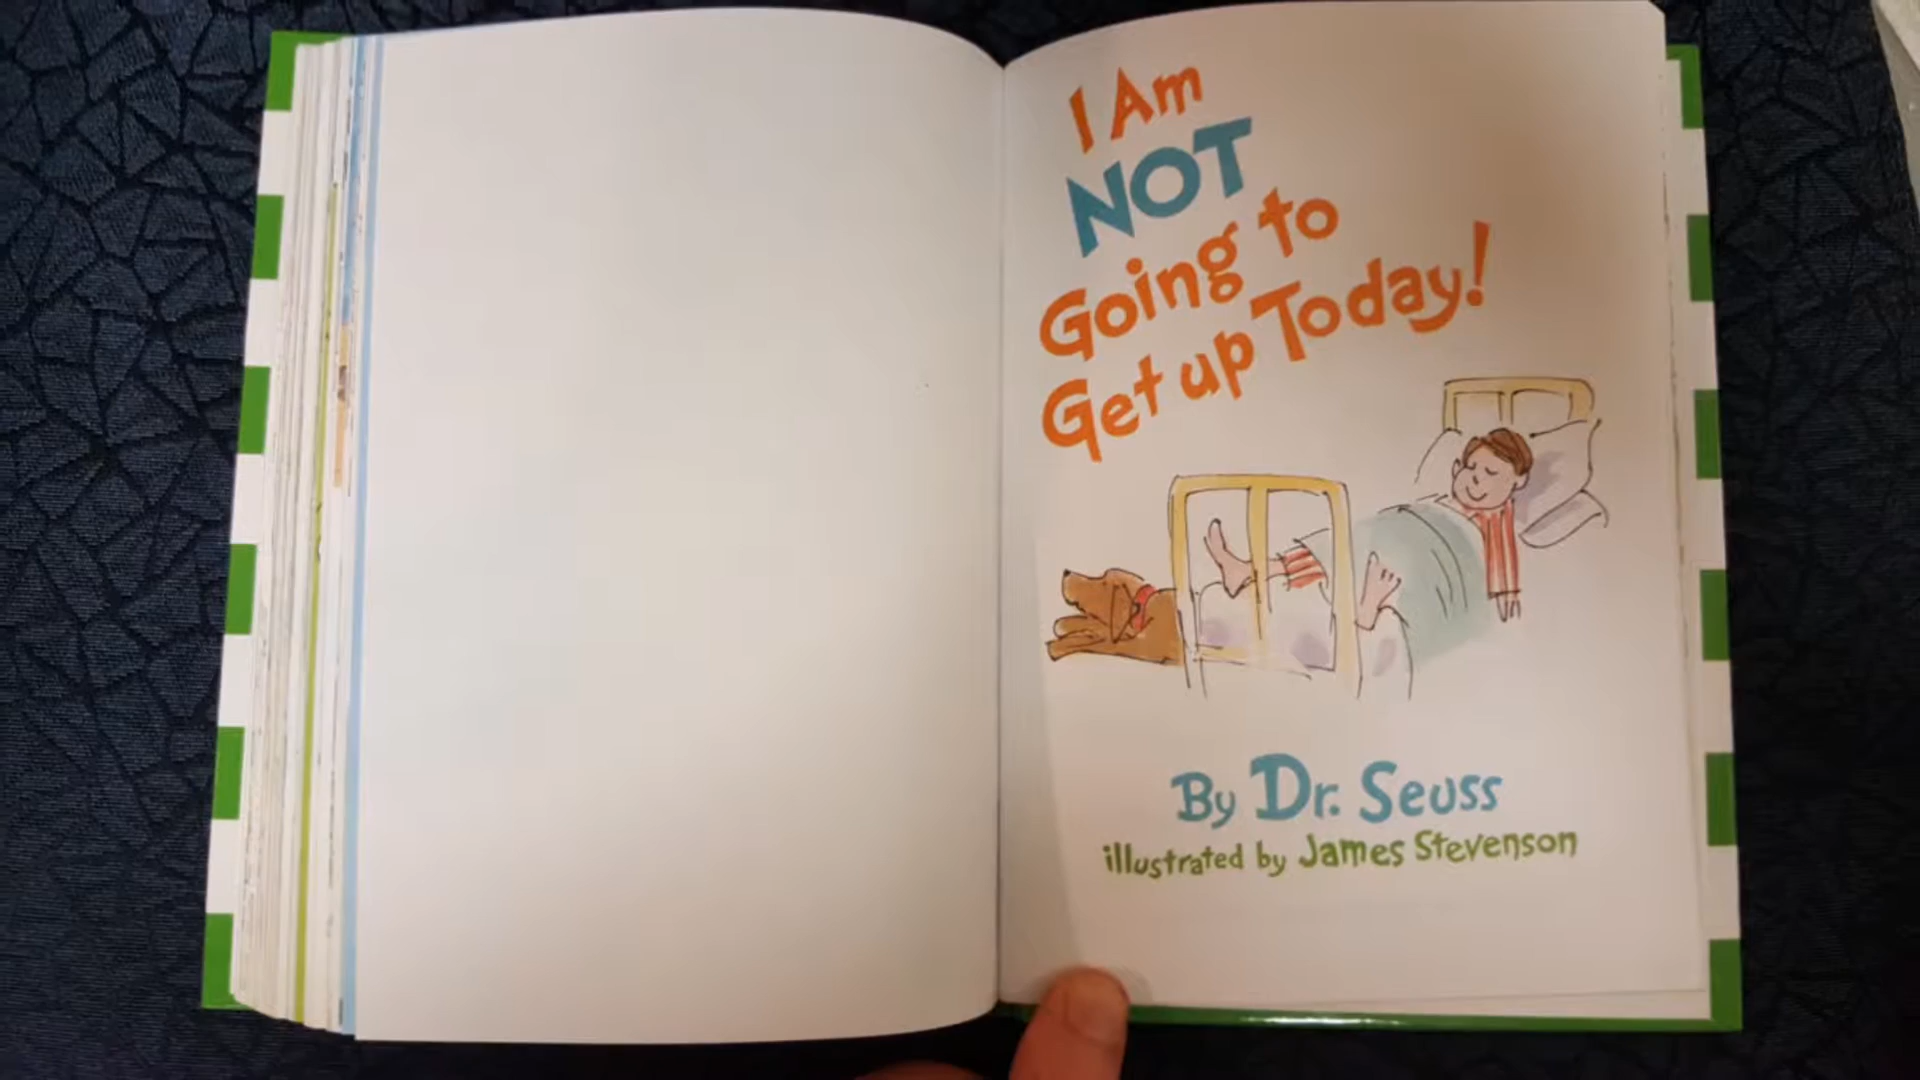 I Am
NOT
Going to
Get up Today!
By Dr. Seuss
illustrated by James Stevenson